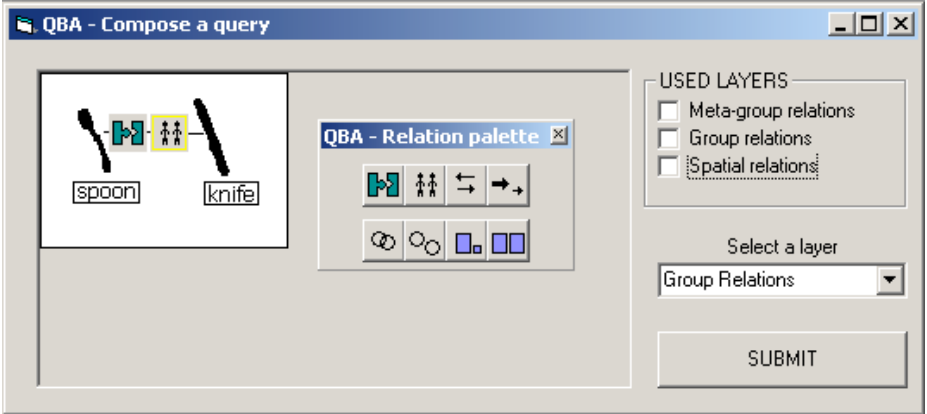 QBA - Compose a query
spoon
knife
QBA - Relation palette
USED LAYERS
Meta-group relations
Group relations
Spatial relations
Select a layer
Group Relations
SUBMIT